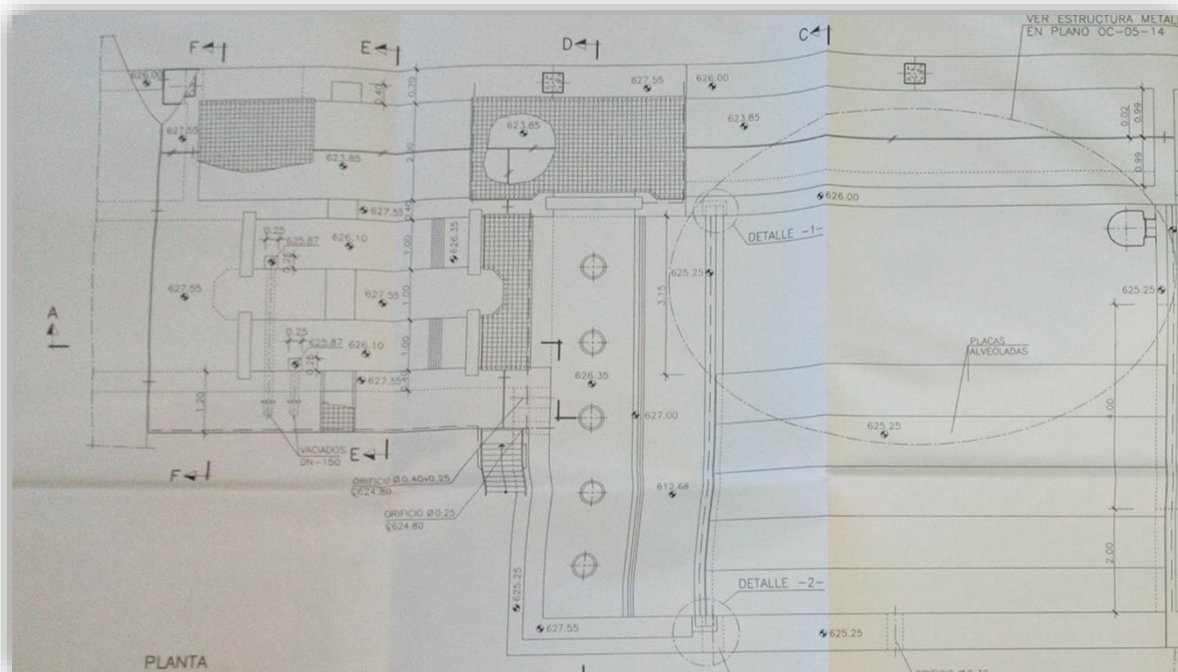 VER ESTRUCTURA METAL
EN PLANO OC-05-14
F
E
D
C
626.00
627.55
626.00
0.40
0.70
627.55
623.85
623.85
0.02
0.99
623.85
0.99
627.55
626.00
0.25
625.87
626.10
626.35
1.00
DETALLE -1-
625.25
625.25
627.55
627.55
1.00
3.15
A
0.25
625.87
626.10
1.00
PLACAS
ALVEOLADAS
626.35
627.55
1.20
627.00
4.00
625.25
VACIADOS
DN-150
E
F
ORIFICIO Ø0.40x0.25
₲624.80
612.68
ORIFICIO Ø0.25
₲624.80
2.00
625.25
DETALLE -2-
627.55
625.25
PLANTA